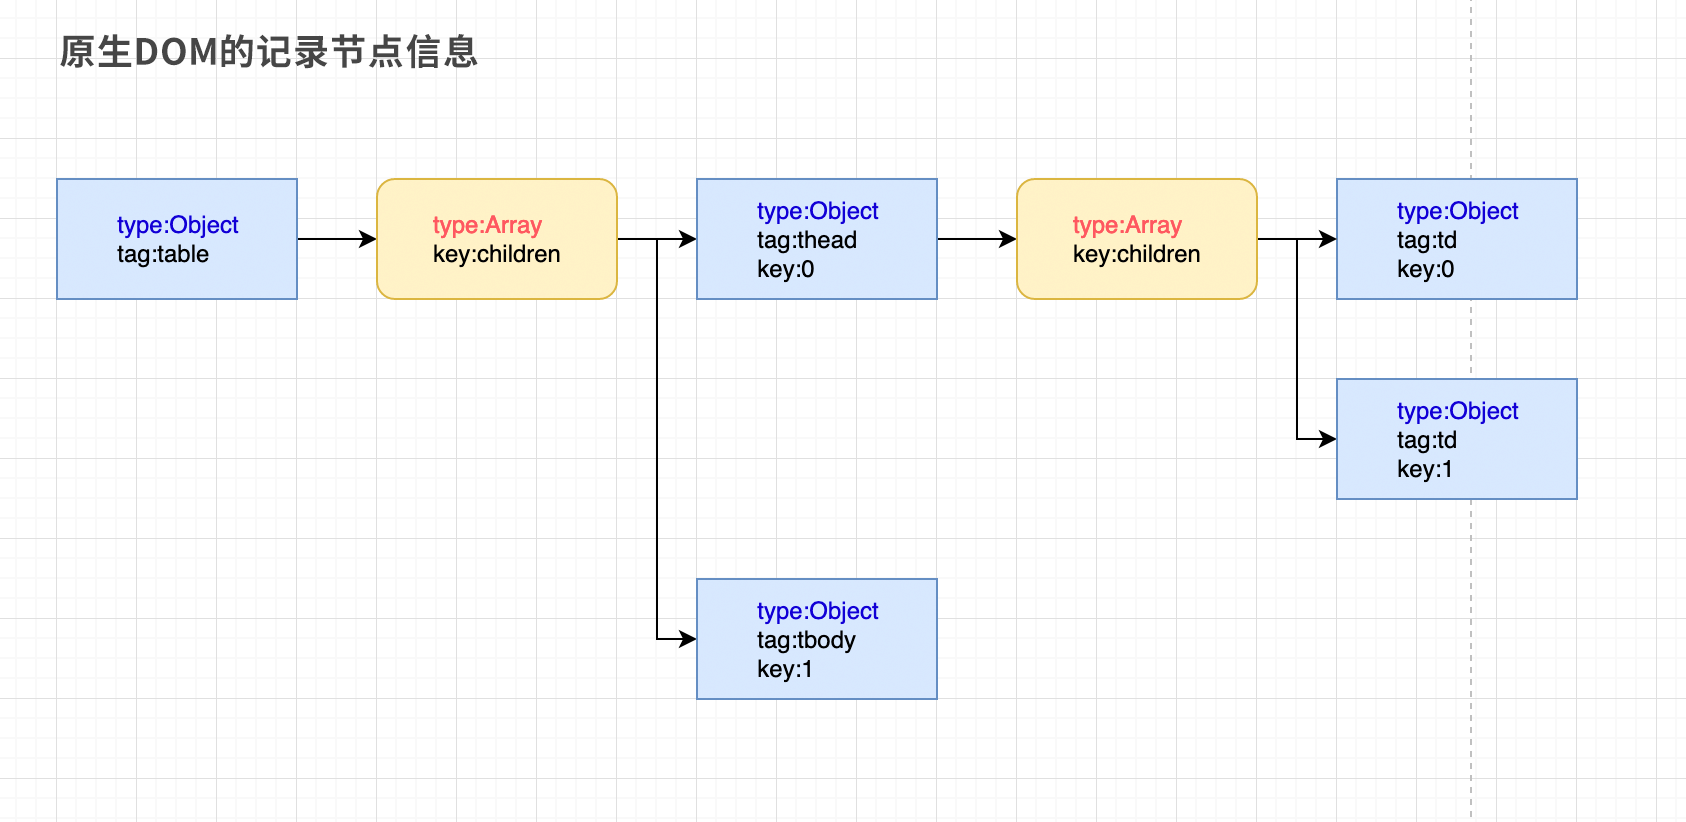 原生DOM的记录节点信息
type:Object
tag:table
type:Array
key:children
type:Object
tag:thead
key:0
type:Array
key:children
type:Object
tag:td
key:0
type:Object
tag:td
key:1
type:Object
tag:tbody
key:1